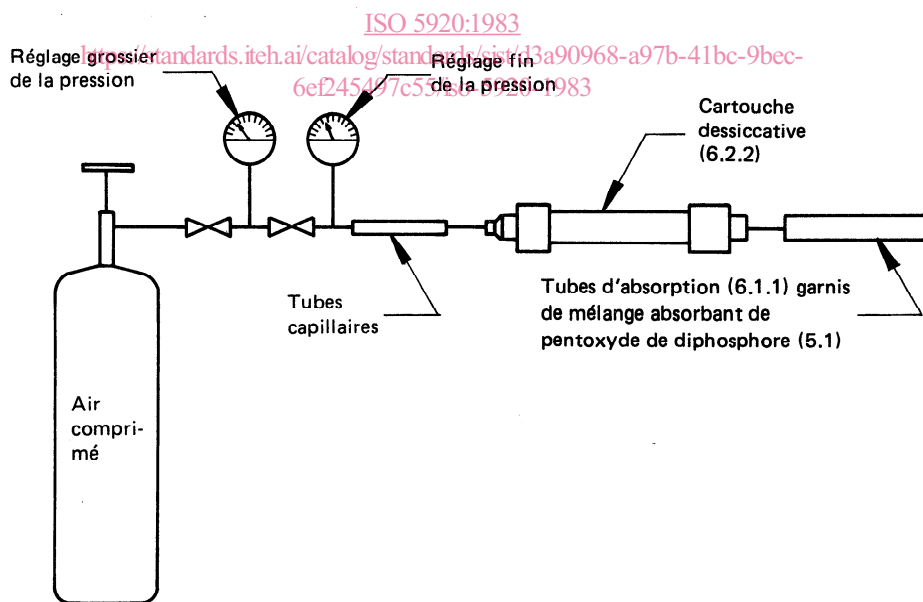 ISO 5920:1983
https://standards.iteh.ai/catalog/standards/sist/d3a90968-a97b-41bc-9bec-
6ef245497c55/iso-5920-1983
Réglage grossier
de la pression
Réglage fin
de la pression
Cartouche
dessiccative
(6.2.2)
Tubes
capillaires
Tubes d'absorption (6.1.1) garnis
de mélange absorbant de
pentoxyde de diphosphore (5.1)
Air
compri-
mé